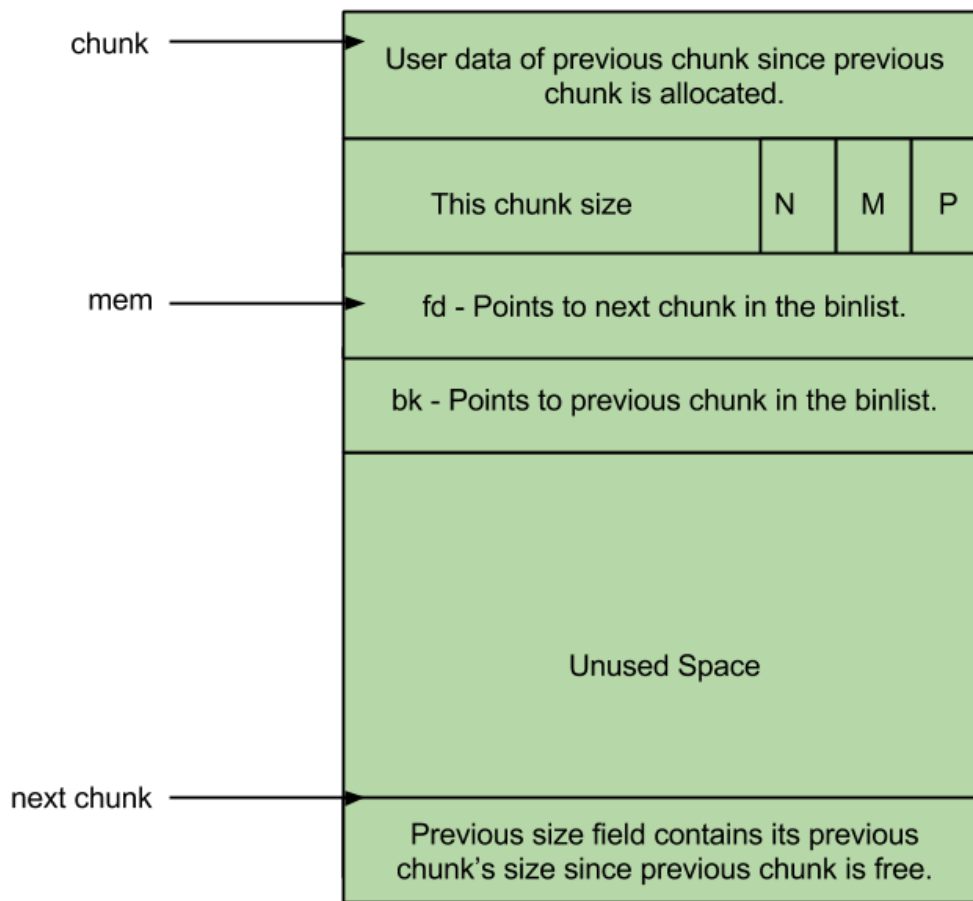 chunk
User data of previous chunk since previous
chunk is allocated.
This chunk size
N
M
P
mem
fd - Points to next chunk in the binlist.
bk - Points to previous chunk in the binlist.
Unused Space
next chunk
Previous size field contains its previous
chunk’s size since previous chunk is free.